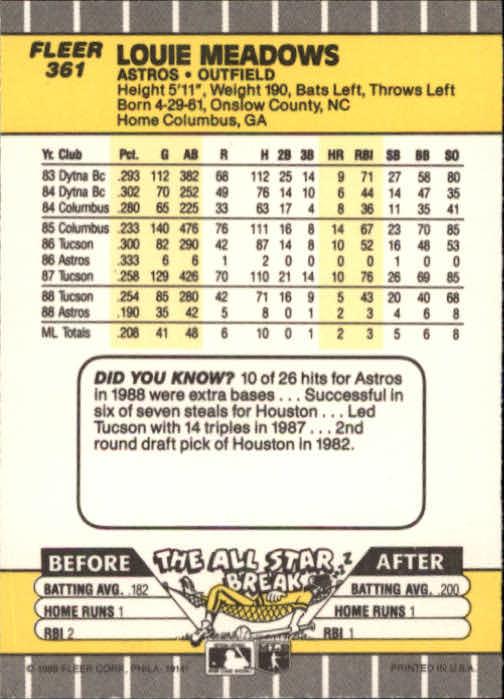 FLEER
361
LOUIE MEADOWS
ASTROS • OUTFIELD
Height 5'11", Weight 190, Bats Left, Throws Left
Born 4-29-61, Onslow County, NC
Home Columbus, GA
Yr. Club Pct. G AB R H 2B 3B HR RBI SB BB SO
83 Dytna Bc .293 112 382 68 112 25 14 9 71 27 58 80
84 Dytna Bc .302 70 252 49 76 14 10 6 44 14 47 35
84 Columbus .280 65 225 33 63 17 4 8 36 11 35 41
85 Columbus .233 140 476 76 111 16 8 14 67 23 70 85
86 Tucson .300 82 290 42 87 14 8 10 52 16 48 53
86 Astros .333 6 6 1 2 0 0 0 0 1 0 0
87 Tucson .258 129 426 70 110 21 14 10 76 26 69 85
88 Tucson .254 85 280 42 71 16 9 5 43 20 40 68
88 Astros .190 35 42 5 8 0 1 2 3 4 6 8
ML Totals .208 41 48 6 10 0 1 2 3 5 6 8
DID YOU KNOW? 10 of 26 hits for Astros
in 1988 were extra bases . . . Successful in
six of seven steals for Houston . . . Led
Tucson with 14 triples in 1987 . . . 2nd
round draft pick of Houston in 1982.
BEFORE THE ALL STAR BREAK AFTER
BATTING AVG. .182 BATTING AVG. .200
HOME RUNS 1 HOME RUNS 1
RBI 2 RBI 1
© 1989 FLEER CORP., PHILA. 19141 PRINTED IN U.S.A.